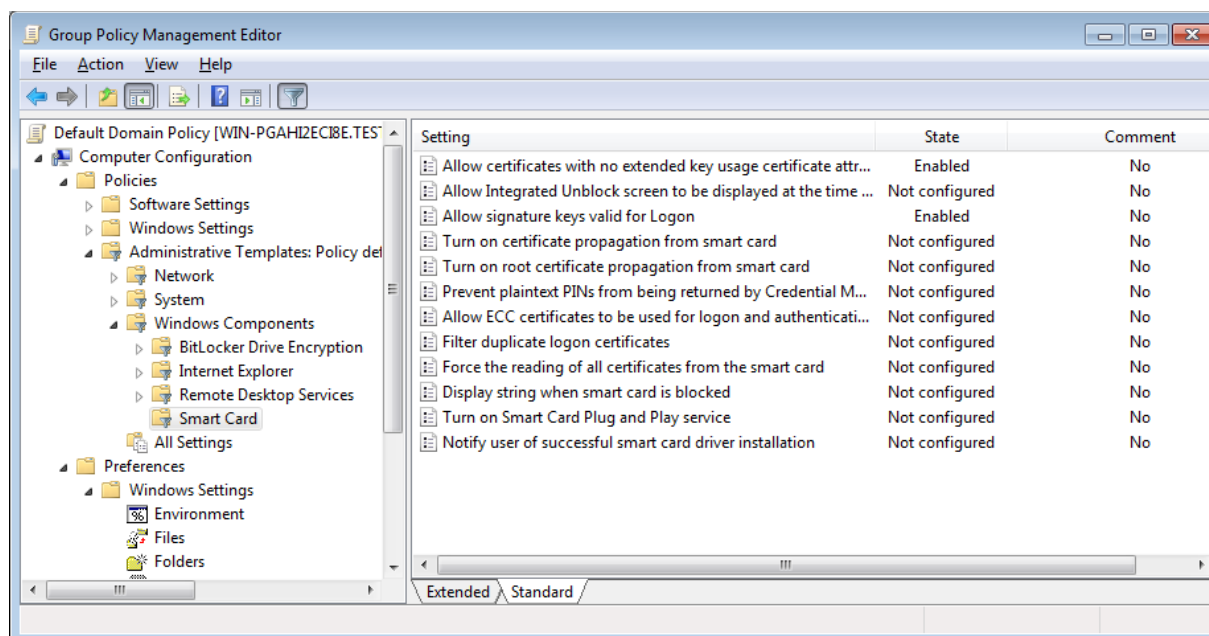 Group Policy Management Editor
File Action View Help
Default Domain Policy [WIN-PGAHI2ECI8E.TES
Computer Configuration
Policies
Software Settings
Windows Settings
Administrative Templates: Policy def
Network
System
Windows Components
BitLocker Drive Encryption
Internet Explorer
Remote Desktop Services
Smart Card
All Settings
Preferences
Windows Settings
Environment
Files
Folders
Setting State Comment
Allow certificates with no extended key usage certificate attr... Enabled No
Allow Integrated Unblock screen to be displayed at the time ... Not configured No
Allow signature keys valid for Logon Enabled No
Turn on certificate propagation from smart card Not configured No
Turn on root certificate propagation from smart card Not configured No
Prevent plaintext PINs from being returned by Credential M... Not configured No
Allow ECC certificates to be used for logon and authenticati... Not configured No
Filter duplicate logon certificates Not configured No
Force the reading of all certificates from the smart card Not configured No
Display string when smart card is blocked Not configured No
Turn on Smart Card Plug and Play service Not configured No
Notify user of successful smart card driver installation Not configured No
Extended Standard